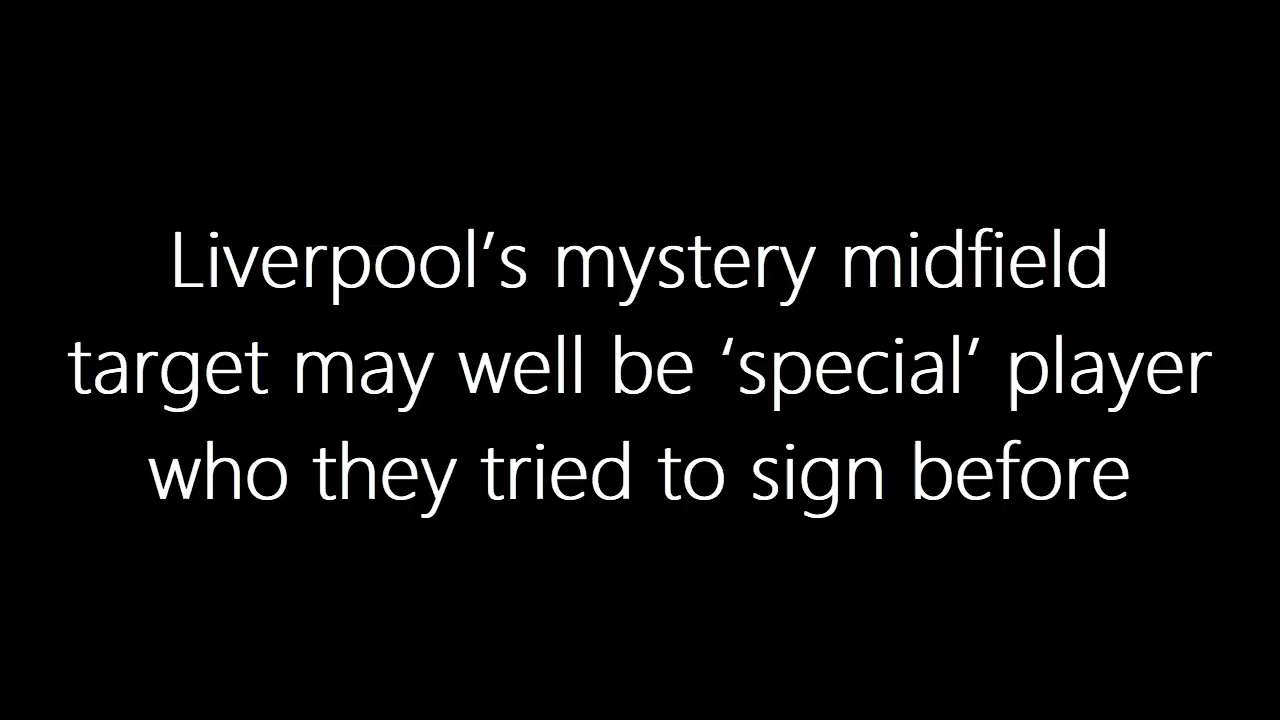 Liverpool’s mystery midfield
target may well be ‘special’ player
who they tried to sign before